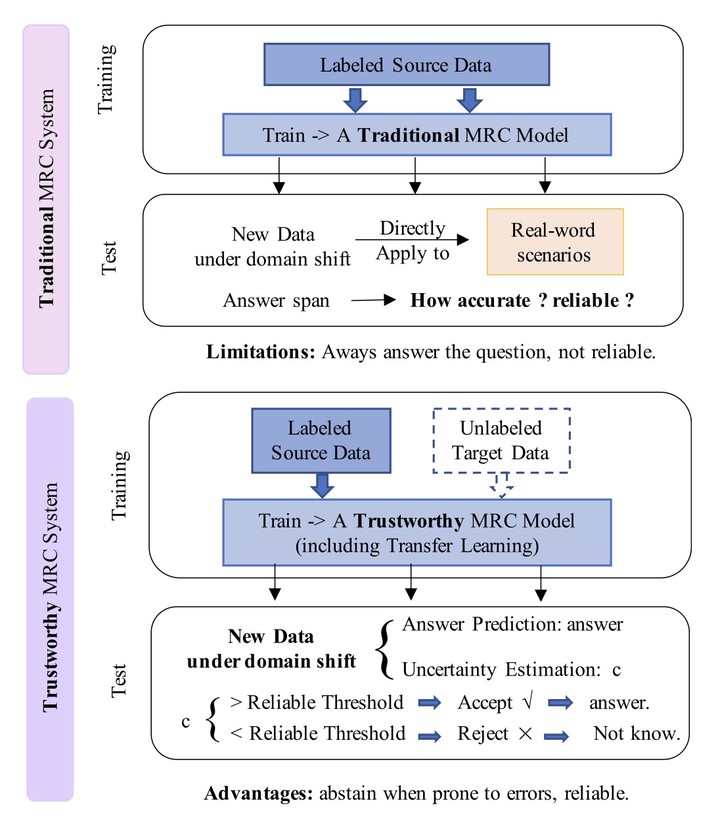 Traditional MRC System
Training
Labeled Source Data
Train -> A Traditional MRC Model
Test
New Data
under domain shift
Directly
Apply to
Real-word
scenarios
Answer span
How accurate ? reliable ?
Limitations: Aways answer the question, not reliable.
Trustworthy MRC System
Training
Labeled
Source Data
Unlabeled
Target Data
Train -> A Trustworthy MRC Model
(including Transfer Learning)
Test
New Data
under domain shift
{
Answer Prediction: answer
Uncertainty Estimation: c
c {
> Reliable Threshold Accept √ answer.
< Reliable Threshold Reject × Not know.
Advantages: abstain when prone to errors, reliable.